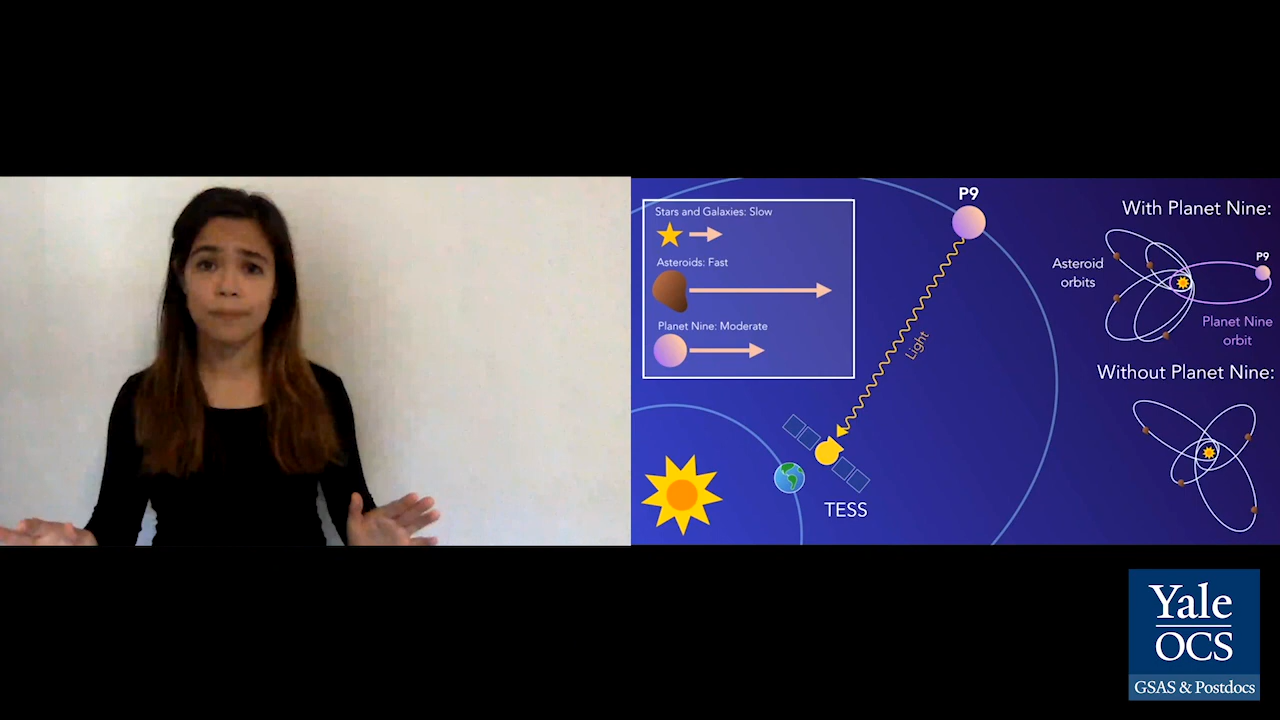 P9
Stars and Galaxies: Slow
Asteroids: Fast
Planet Nine: Moderate
Light
TESS
With Planet Nine:
Asteroid
orbits
P9
Planet Nine
orbit
Without Planet Nine:
Yale
OCS
GSAS & Postdocs